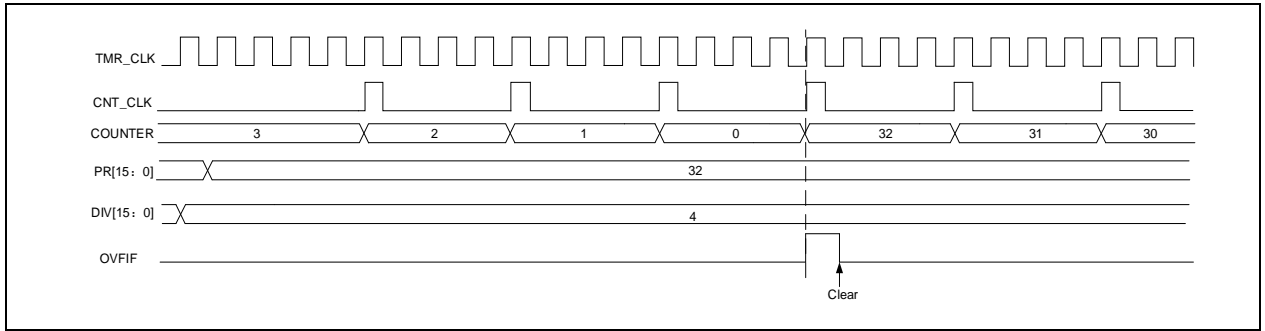 TMR_CLK
CNT_CLK
COUNTER 3 2 1 0 32 31 30
PR[15：0] 32
DIV[15：0] 4
OVFIF
Clear